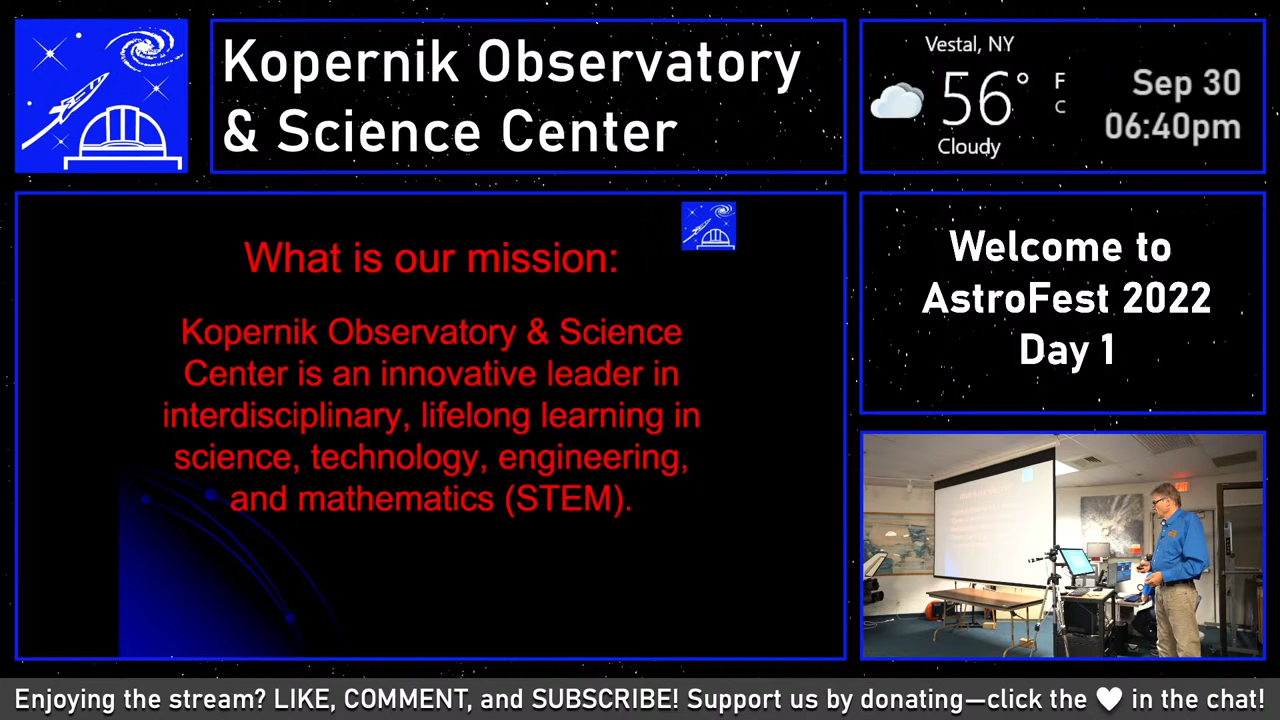 Kopernik Observatory
& Science Center
Vestal, NY
56° F
C
Cloudy
Sep 30
06:40pm
What is our mission:
Kopernik Observatory & Science
Center is an innovative leader in
interdisciplinary, lifelong learning in
science, technology, engineering,
and mathematics (STEM).
Welcome to
AstroFest 2022
Day 1
Enjoying the stream? LIKE, COMMENT, and SUBSCRIBE! Support us by donating—click the ♥ in the chat!